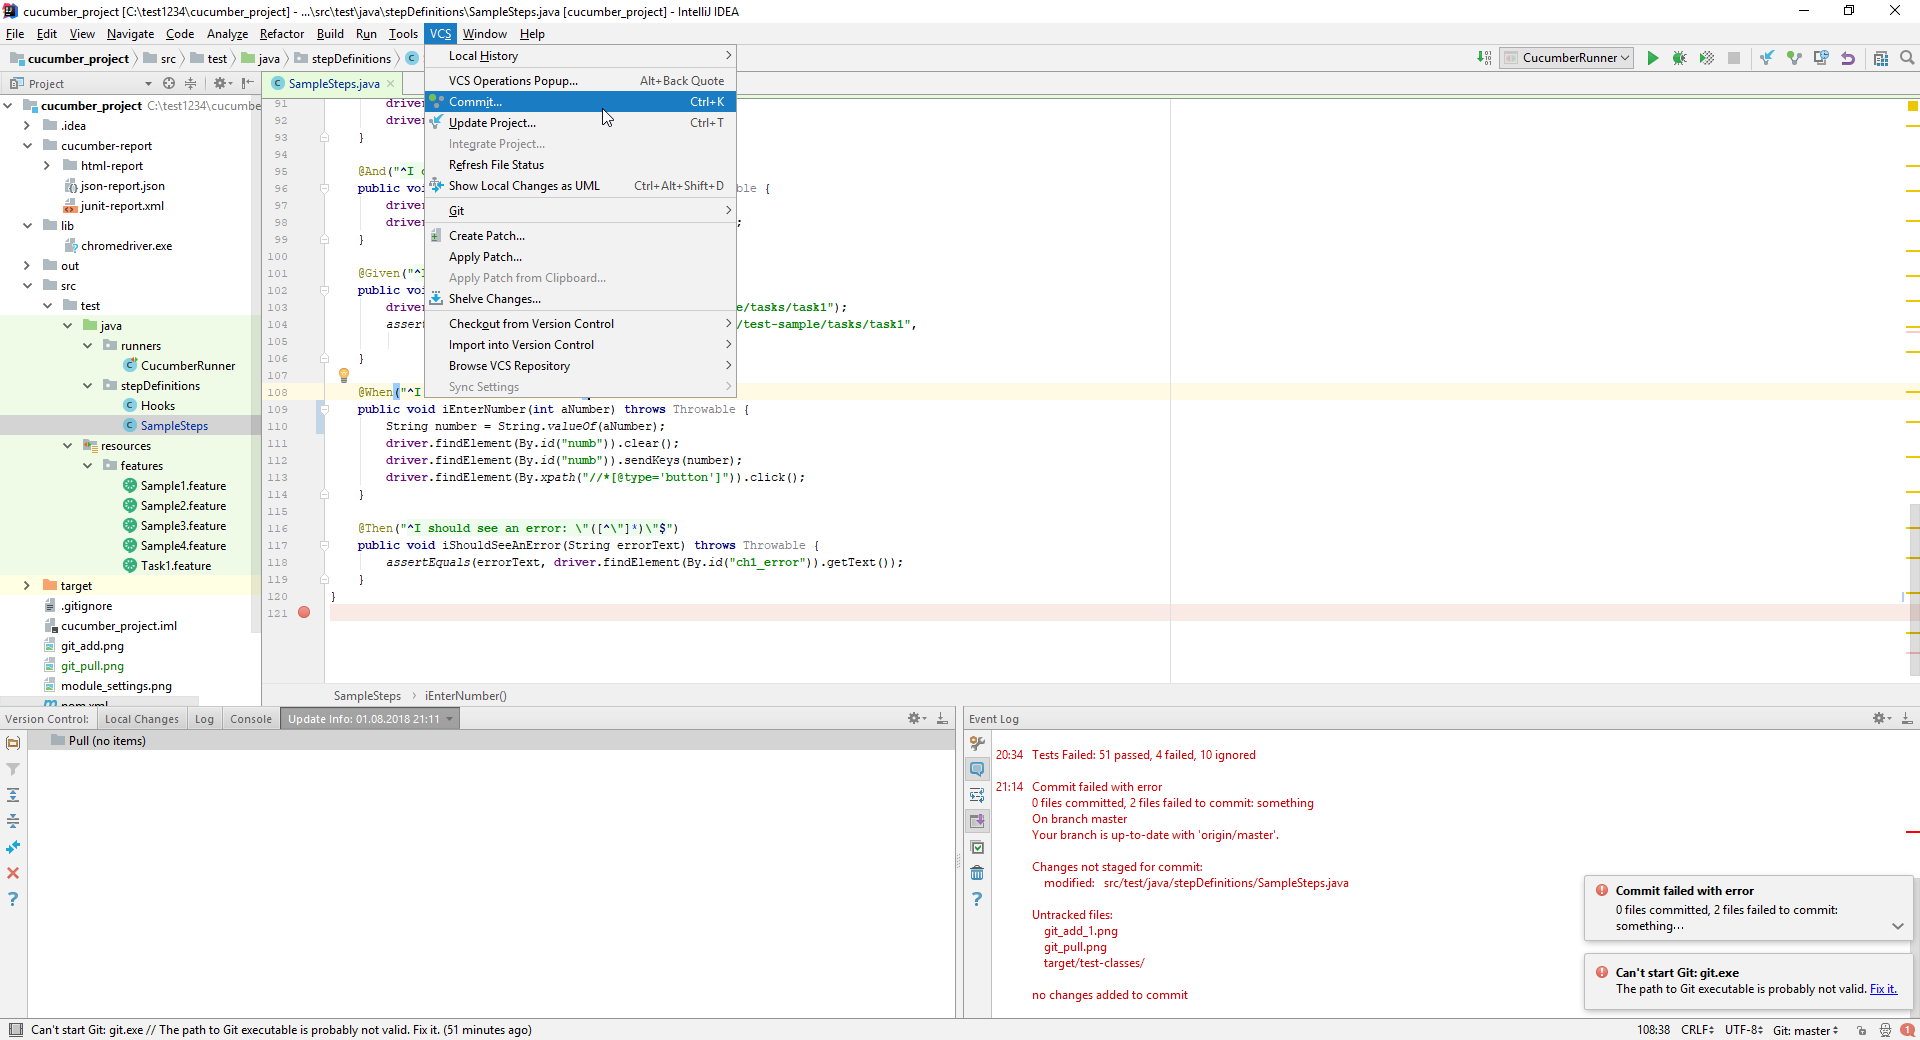 cucumber_project [C:\test1234\cucumber_project] - ...\src\test\java\stepDefinitions\SampleSteps.java [cucumber_project] - IntelliJ IDEA
File Edit View Navigate Code Analyze Refactor Build Run Tools VCS Window Help
cucumber_project src test java stepDefinitions CucumberRunner
Project
SampleSteps.java
cucumber_project C:\test1234\cucumbe
.idea
cucumber-report
html-report
json-report.json
junit-report.xml
lib
chromedriver.exe
out
src
test
java
runners
CucumberRunner
stepDefinitions
Hooks
SampleSteps
resources
features
Sample1.feature
Sample2.feature
Sample3.feature
Sample4.feature
Task1.feature
target
.gitignore
cucumber_project.iml
git_add.png
git_pull.png
module_settings.png
pom.xml
Local History
VCS Operations Popup... Alt+Back Quote
Commit... Ctrl+K
Update Project... Ctrl+T
Integrate Project...
Refresh File Status
Show Local Changes as UML Ctrl+Alt+Shift+D
Git
Create Patch...
Apply Patch...
Apply Patch from Clipboard...
Shelve Changes...
Checkout from Version Control
Import into Version Control
Browse VCS Repository
Sync Settings
91 driver
92 driver
93 }
94
95 @And("^I
96 public voi ble {
97 driver
98 driver ;
99 }
100
101 @Given("^I
102 public voi
103 driver e/tasks/task1");
104 assert /test-sample/tasks/task1",
105
106 }
107
108 @When("^I
109 public void iEnterNumber(int aNumber) throws Throwable {
110 String number = String.valueOf(aNumber);
111 driver.findElement(By.id("numb")).clear();
112 driver.findElement(By.id("numb")).sendKeys(number);
113 driver.findElement(By.xpath("//*[@type='button']")).click();
114 }
115
116 @Then("^I should see an error: \"([^\"]*)\"$")
117 public void iShouldSeeAnError(String errorText) throws Throwable {
118 assertEquals(errorText, driver.findElement(By.id("ch1_error")).getText());
119 }
120 }
121
SampleSteps iEnterNumber()
Version Control: Local Changes Log Console Update Info: 01.08.2018 21:11
Pull (no items)
Event Log
20:34 Tests Failed: 51 passed, 4 failed, 10 ignored
21:14 Commit failed with error
0 files committed, 2 files failed to commit: something
On branch master
Your branch is up-to-date with 'origin/master'.
Changes not staged for commit:
modified: src/test/java/stepDefinitions/SampleSteps.java
Untracked files:
git_add_1.png
git_pull.png
target/test-classes/
no changes added to commit
Commit failed with error
0 files committed, 2 files failed to commit:
something...
Can't start Git: git.exe
The path to Git executable is probably not valid. Fix it.
Can't start Git: git.exe // The path to Git executable is probably not valid. Fix it. (51 minutes ago)
108:38 CRLF UTF-8 Git: master 1